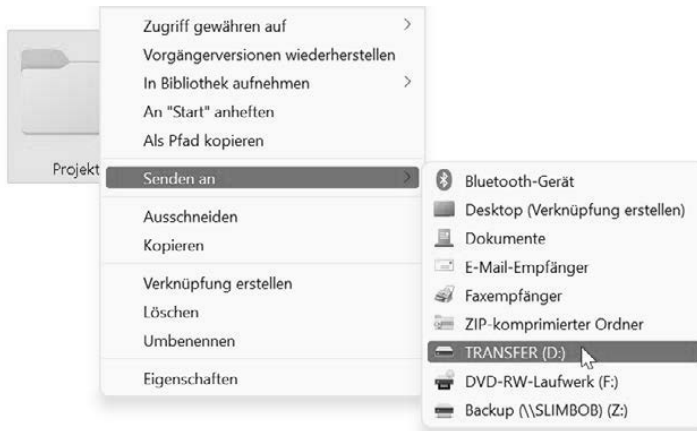 Zugriff gewähren auf
Vorgängerversionen wiederherstellen
In Bibliothek aufnehmen
An "Start" anheften
Als Pfad kopieren
Projekt
Senden an
Ausschneiden
Kopieren
Verknüpfung erstellen
Löschen
Umbenennen
Eigenschaften
Bluetooth-Gerät
Desktop (Verknüpfung erstellen)
Dokumente
E-Mail-Empfänger
Faxempfänger
ZIP-komprimierter Ordner
TRANSFER (D:)
DVD-RW-Laufwerk (F:)
Backup (\\SLIMBOB) (Z:)